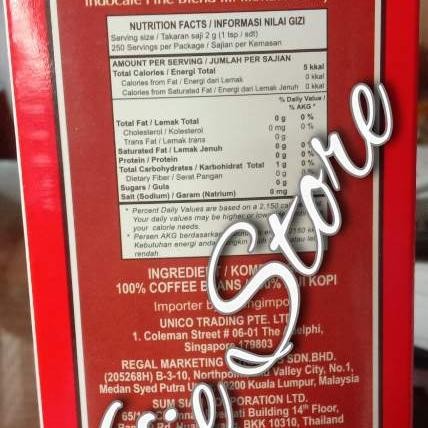 Indocafe Fine Blend
NUTRITION FACTS / INFORMASI NILAI GIZI
Serving size / Takaran saji 2 g (1 tsp / sdt)
250 Servings per Package / Sajian per Kemasan
AMOUNT PER SERVING / JUMLAH PER SAJIAN
Total Calories / Energi Total 5 kkal
Calories from Fat / Energi dari Lemak 0 kkal
Calories from Saturated Fat / Energi dari Lemak Jenuh 0 kkal
% Daily Value /
% AKG *
Total Fat / Lemak Total 0 g 0 %
Cholesterol / Kolesterol 0 mg 0 %
Trans Fat / Lemak trans 0 g
Saturated Fat / Lemak Jenuh 0 g 0 %
Protein / Protein 0 g
Total Carbohydrates / Karbohidrat Total 1 g
Dietary Fiber / Serat Pangan 0 g
Sugars / Gula 0 g
Salt (Sodium) / Garam (Natrium) 0 mg
* Percent Daily Values are based on a 2,150
Your daily values may be higher or
your calorie needs.
* Persen AKG berdasarkan
Kebutuhan energi anda
rendah.
INGREDIENT /
100% COFFEE BEANS / KOPI
Importer
UNICO TRADING PTE. LTD
1. Coleman Street # 06-01 The Adelphi,
Singapore 179803
REGAL MARKETING SDN.BHD.
(205268H) B-3-10, Northpoint Valley City, No.1,
Medan Syed Putra 59200 Kuala Lumpur, Malaysia
SUM CORPORATION LTD.
Building 14th Floor,
BKK 10310, Thailand
Store